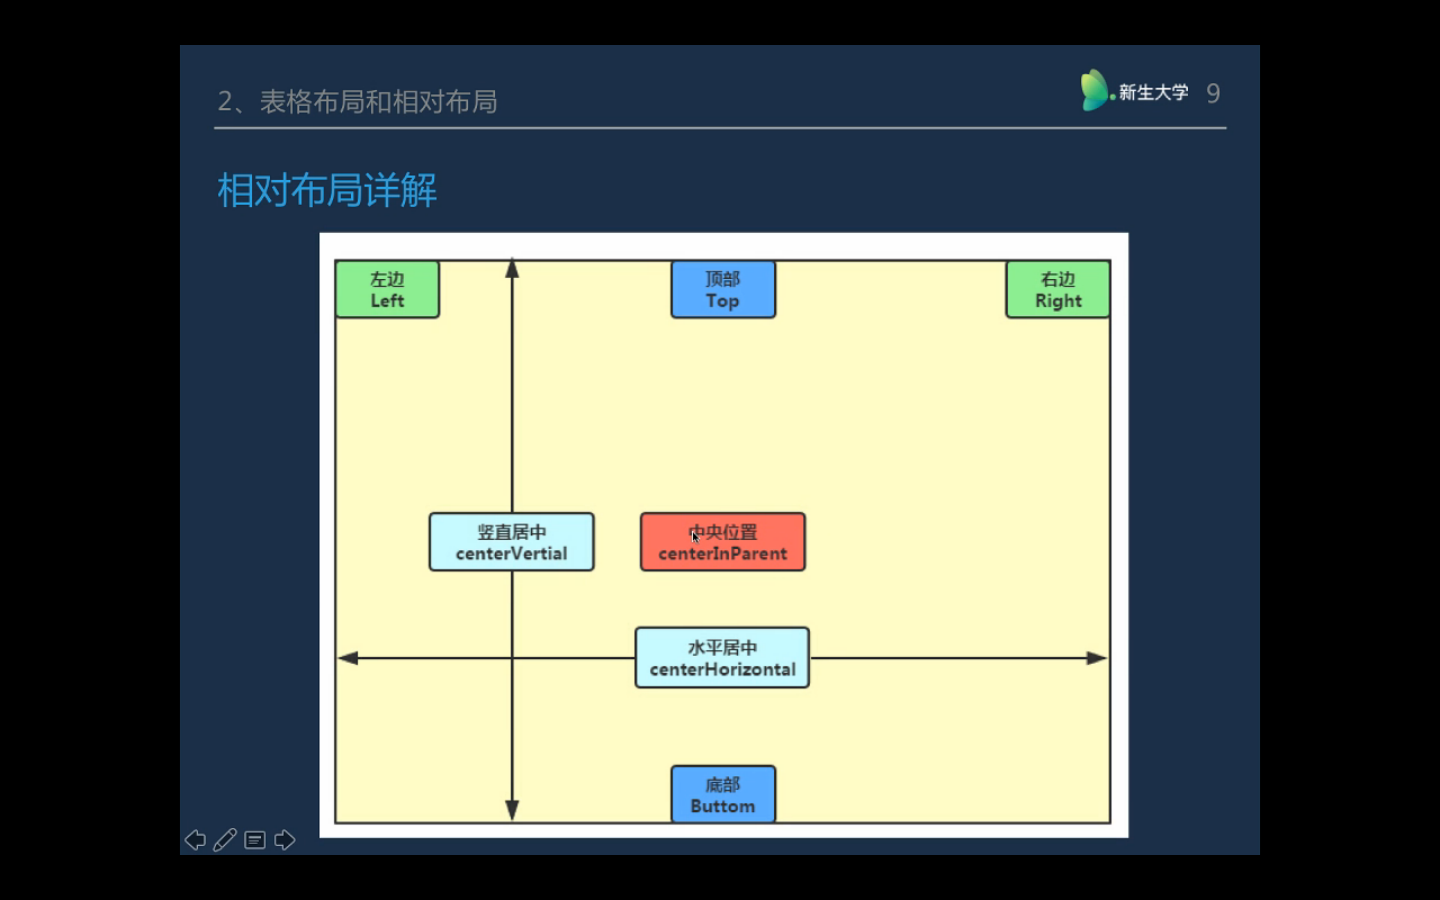 2、表格布局和相对布局
新生大学
9
相对布局详解
左边
Left
顶部
Top
右边
Right
竖直居中
centerVertial
中央位置
centerInParent
水平居中
centerHorizontal
底部
Buttom